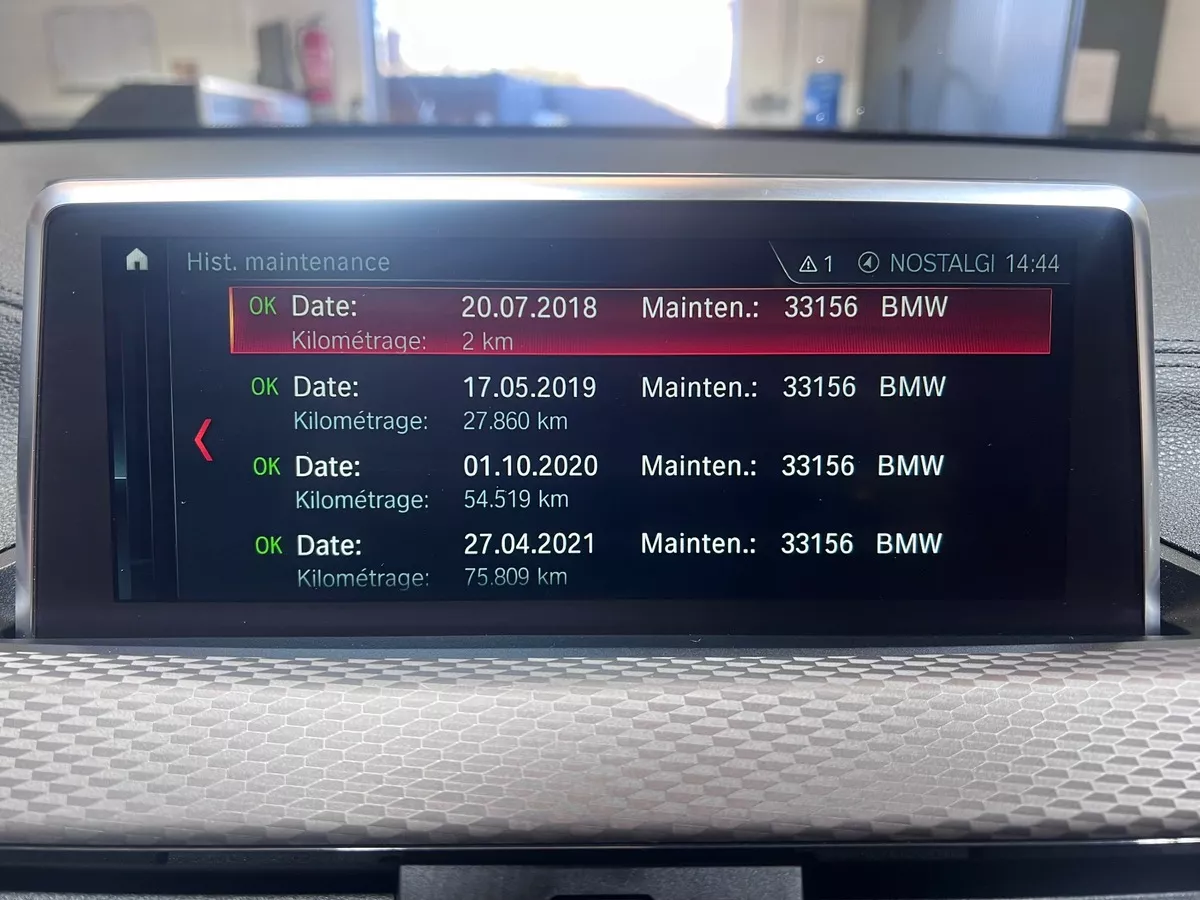 Hist. maintenance 1 NOSTALGI 14:44
OK Date: 20.07.2018 Mainten.: 33156 BMW
Kilométrage: 2 km
OK Date: 17.05.2019 Mainten.: 33156 BMW
Kilométrage: 27.860 km
OK Date: 01.10.2020 Mainten.: 33156 BMW
Kilométrage: 54.519 km
OK Date: 27.04.2021 Mainten.: 33156 BMW
Kilométrage: 75.809 km